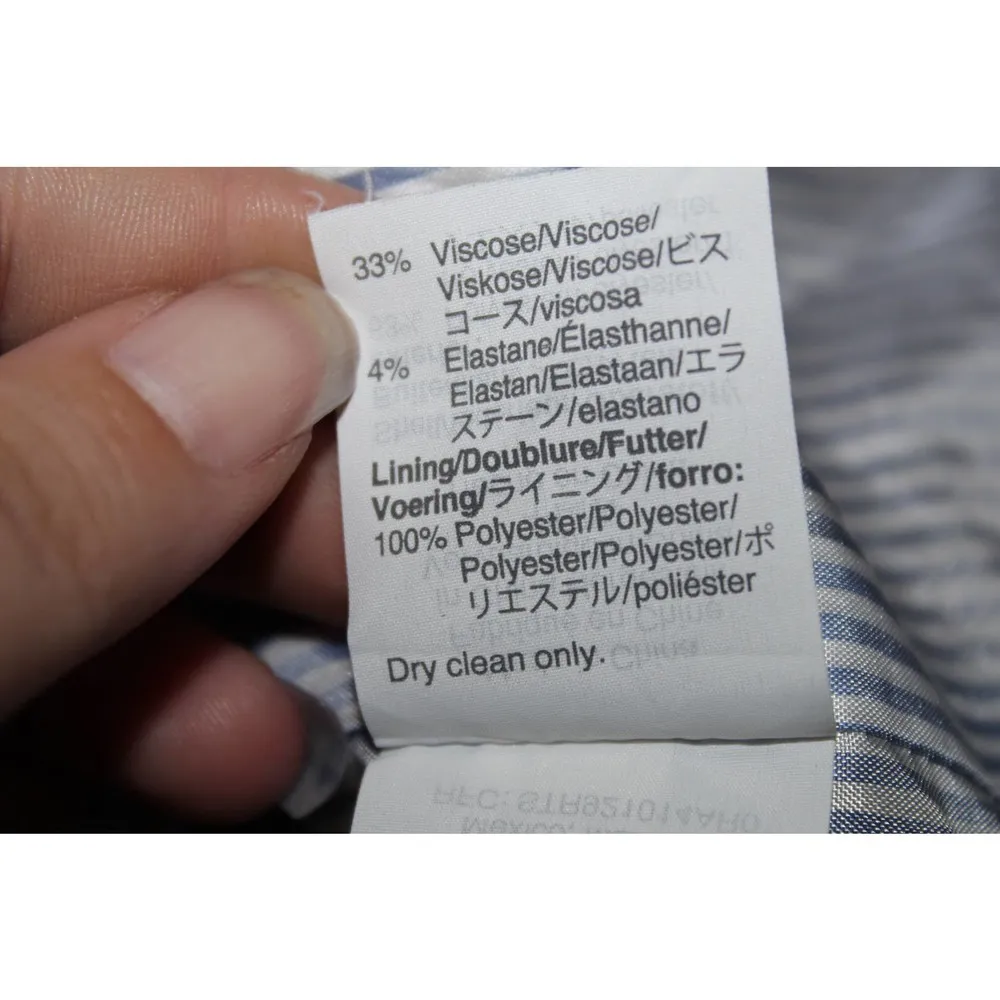 33% Viscose/Viscose/
Viskose/Viscose/ビス
コース/viscosa
4% Elastane/Élasthanne/
Elastan/Elastaan/エラ
ステーン/elastano
Lining/Doublure/Futter/
Voering/ライニング/forro:
100% Polyester/Polyester/
Polyester/Polyester/ポ
リエステル/poliéster
Dry clean only.
RFC: STR921014AR0